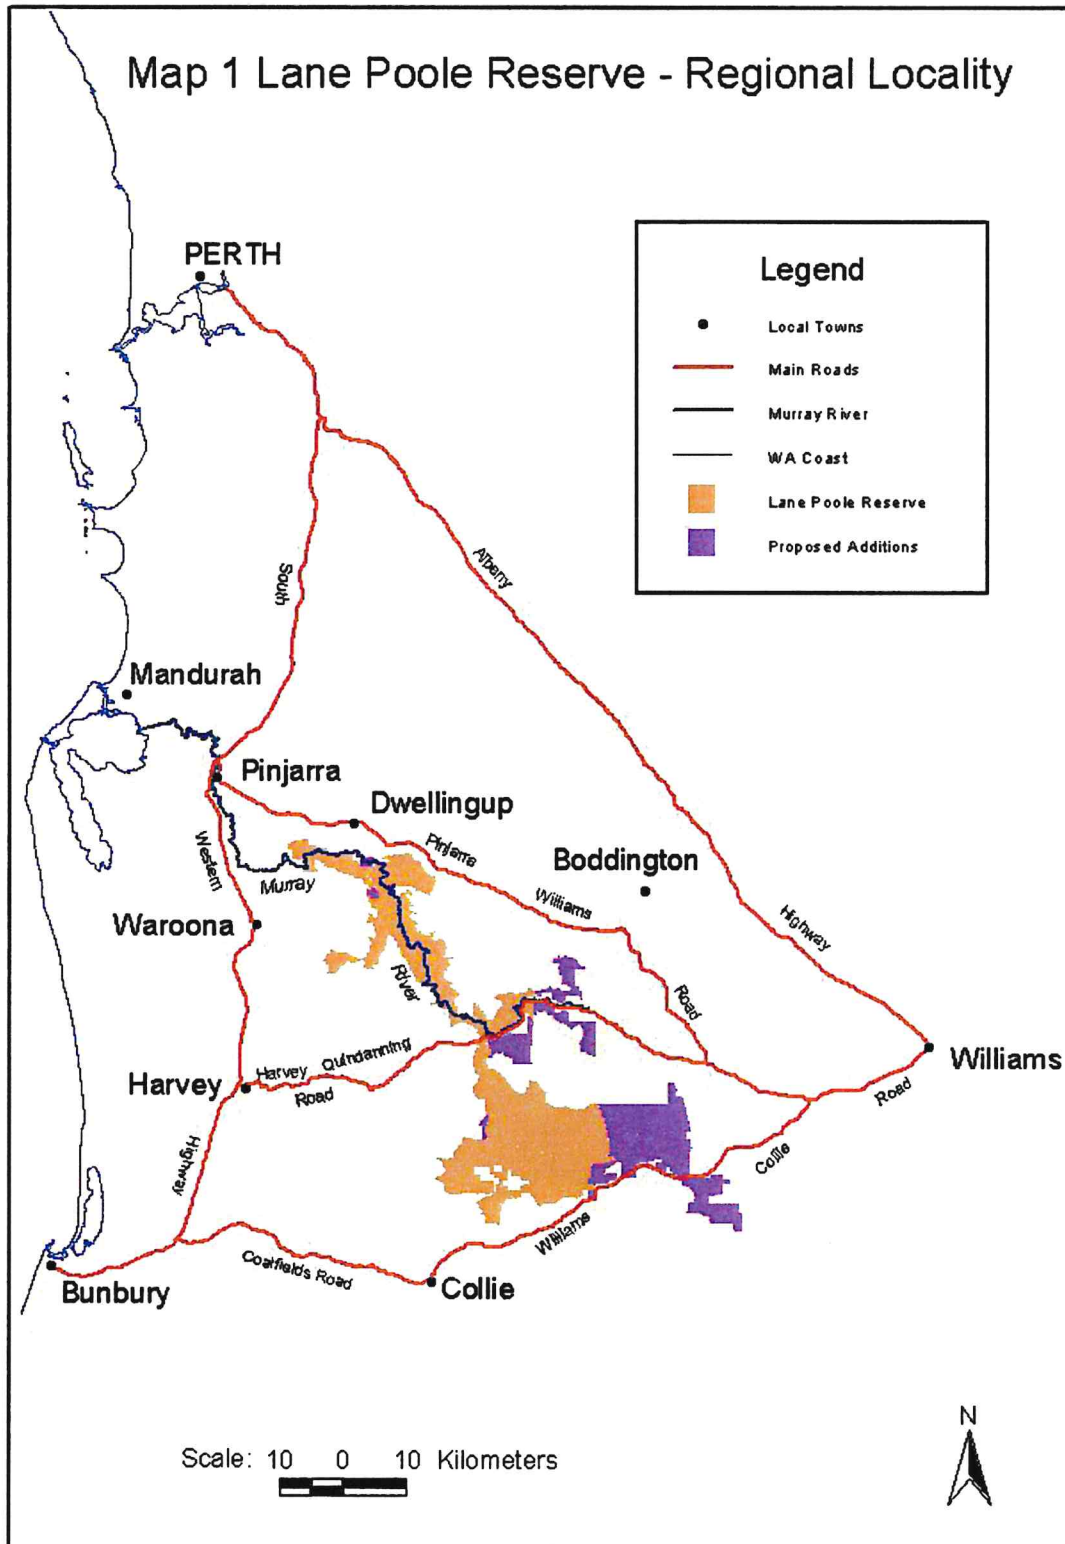 Map 1 Lane Poole Reserve - Regional Locality
PERTH
Legend
Local Towns
Main Roads
Murray River
WA Coast
Lane Poole Reserve
Proposed Additions
Albany
South
Mandurah
Pinjarra
Dwellingup
Pinjarra
Boddington
Western
Murray
Williams
Highway
Waroona
River
Road
Williams
Harvey
Harvey Quindanning
Road
Road
Collie
Highway
Williams
Coalfields Road
Collie
Bunbury
N
Scale: 10 0 10 Kilometers